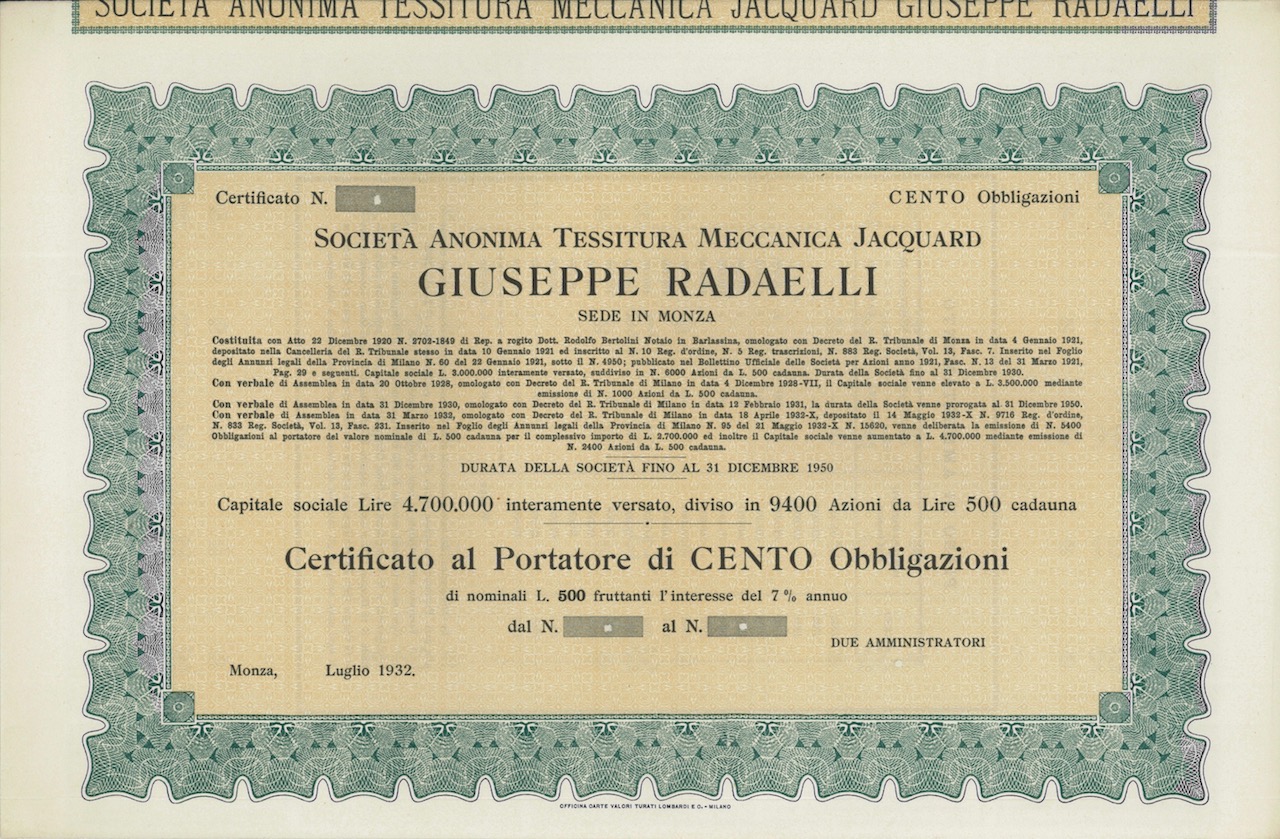 SOCIETÀ ANONIMA TESSITURA MECCANICA JACQUARD GIUSEPPE RADAELLI
Certificato N.
CENTO Obbligazioni
SOCIETÀ ANONIMA TESSITURA MECCANICA JACQUARD
GIUSEPPE RADAELLI
SEDE IN MONZA
Costituita con Atto 22 Dicembre 1920 N. 2702-1849 di Rep. a rogito Dott. Rodolfo Bertolini Notaio in Barlassina, omologato con Decreto del R. Tribunale di Monza in data 4 Gennaio 1921,
depositato nella Cancelleria del R. Tribunale stesso in data 10 Gennaio 1921 ed inscritto al N. 10 Reg. d'ordine, N. 5 Reg. trascrizioni, N. 883 Reg. Società, Vol. 13, Fasc. 7. Inserito nel Foglio
degli Annunzi legali della Provincia di Milano N. 60 del 22 Gennaio 1921, sotto il N. 4950; pubblicato nel Bollettino Ufficiale delle Società per Azioni anno 1921, Fasc. N. 13 del 31 Marzo 1921,
Pag. 29 e seguenti. Capitale sociale L. 3.000.000 interamente versato, suddiviso in N. 6000 Azioni da L. 500 cadauna. Durata della Società fino al 31 Dicembre 1930.
Con verbale di Assemblea in data 20 Ottobre 1928, omologato con Decreto del R. Tribunale di Milano in data 4 Dicembre 1928-VII, il Capitale sociale venne elevato a L. 3.500.000 mediante
emissione di N. 1000 Azioni da L. 500 cadauna.
Con verbale di Assemblea in data 31 Dicembre 1930, omologato con Decreto del R. Tribunale di Milano in data 12 Febbraio 1931, la durata della Società venne prorogata al 31 Dicembre 1950.
Con verbale di Assemblea in data 31 Marzo 1932, omologato con Decreto del R. Tribunale di Milano in data 18 Aprile 1932-X, depositato il 14 Maggio 1932-X N. 9716 Reg. d'ordine,
N. 833 Reg. Società, Vol. 13, Fasc. 231. Inserito nel Foglio degli Annunzi legali della Provincia di Milano N. 95 del 21 Maggio 1932-X N. 15620, venne deliberata la emissione di N. 5400
Obbligazioni al portatore del valore nominale di L. 500 cadauna per il complessivo importo di L. 2.700.000 ed inoltre il Capitale sociale venne aumentato a L. 4.700.000 mediante emissione di
N. 2400 Azioni da L. 500 cadauna.
DURATA DELLA SOCIETÀ FINO AL 31 DICEMBRE 1950
Capitale sociale Lire 4.700.000 interamente versato, diviso in 9400 Azioni da Lire 500 cadauna
Certificato al Portatore di CENTO Obbligazioni
di nominali L. 500 fruttanti l'interesse del 7 % annuo
dal N. al N.
DUE AMMINISTRATORI
Monza, Luglio 1932.
OFFICINA CARTE VALORI TURATI LOMBARDI E C. - MILANO